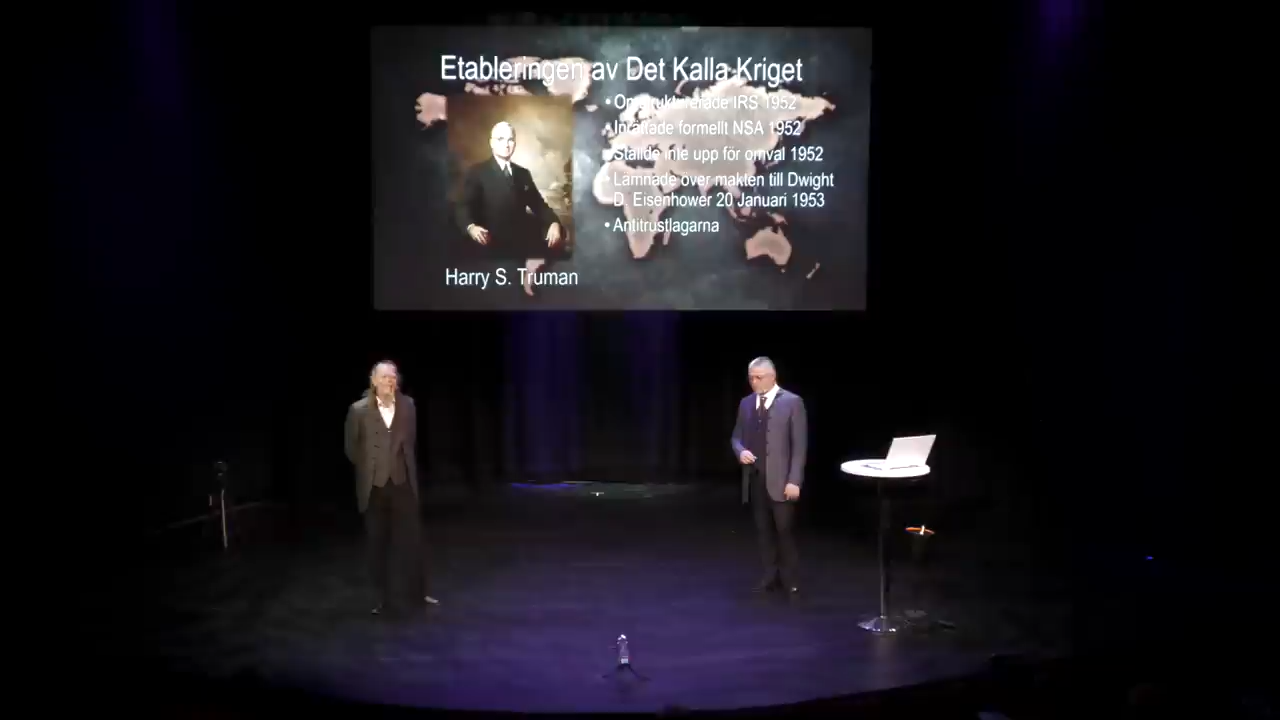 Etableringen av Det Kalla Kriget
• Omstrukturerade IRS 1952
• Inrättade formellt NSA 1952
• Ställde inte upp för omval 1952
• Lämnade över makten till Dwight
D. Eisenhower 20 Januari 1953
• Antitrustlagarna
Harry S. Truman